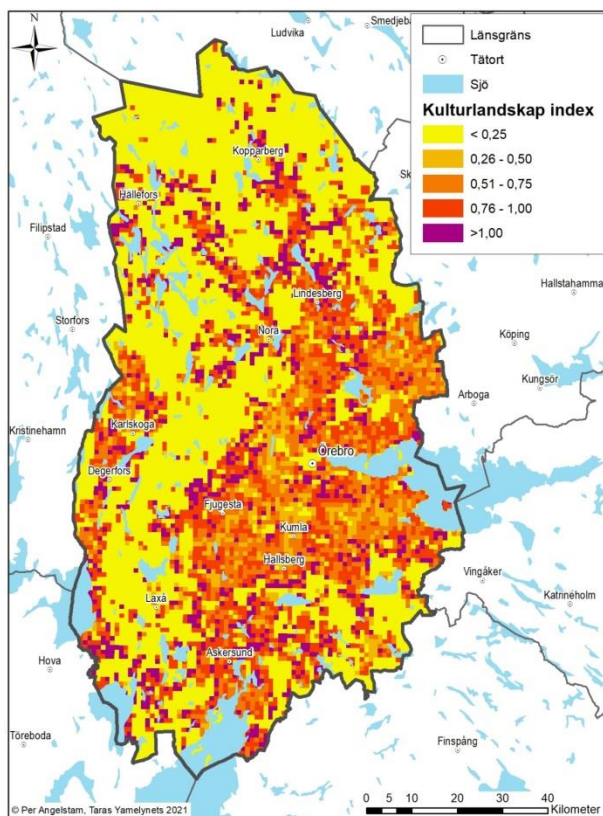 N
Ludvika
Smedjeba
Länsgräns
Tätort
Sjö
Kulturlandskap index
< 0,25
0,26 - 0,50
0,51 - 0,75
0,76 - 1,00
>1,00
Kopparberg
Sk
Hällefors
Filipstad
Hallstahamma
Lindesberg
Storfors
Nora
Köping
Kungsör
Arboga
Kristinehamn
Karlskoga
Örebro
Degerfors
Fjugesta
Kumla
Hallsberg
Vingåker
Katrineholm
Laxå
Askersund
Hova
Töreboda
Finspång
0 5 10 20 30 40
Kilometer
© Per Angelstam, Taras Yamelynets 2021